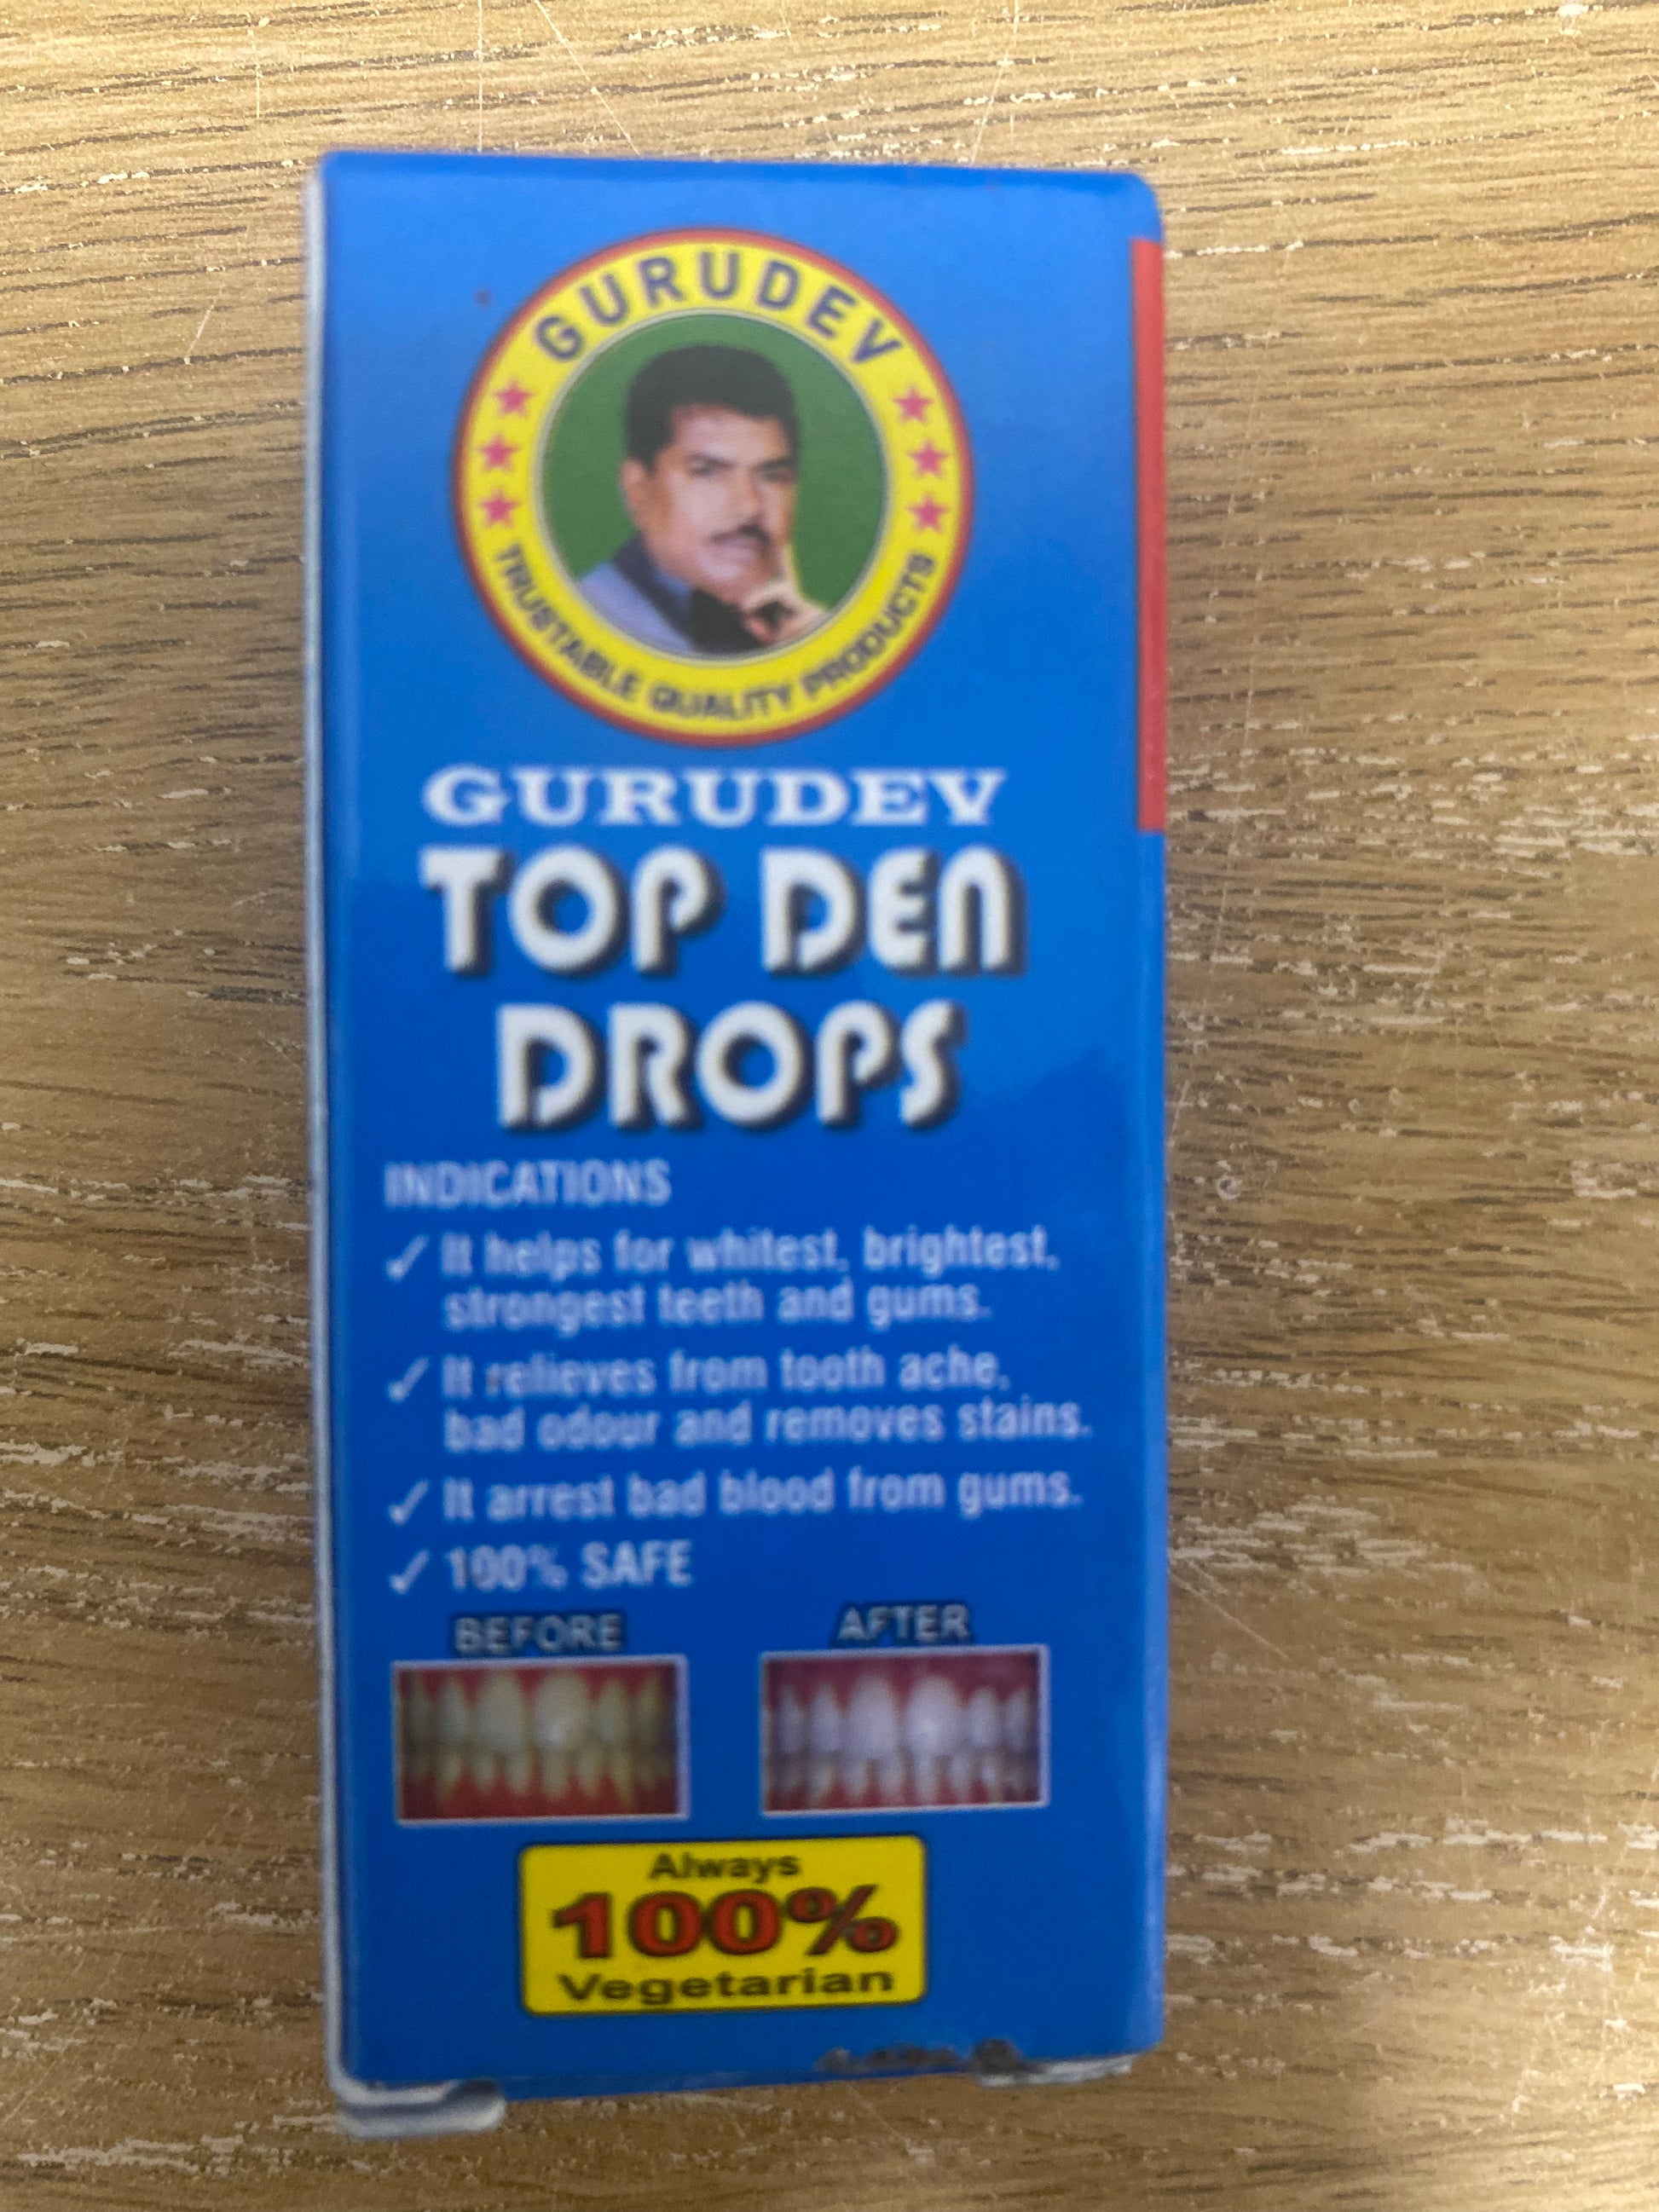 GURUDEV
TRUSTABLE QUALITY PRODUCTS
GURUDEV
TOP DEN
DROPS
INDICATIONS
✓ It helps for whitest, brightest,
strongest teeth and gums.
✓ It relieves from tooth ache,
bad odour and removes stains.
✓ It arrest bad blood from gums.
✓ 100% SAFE
BEFORE
AFTER
Always
100%
Vegetarian